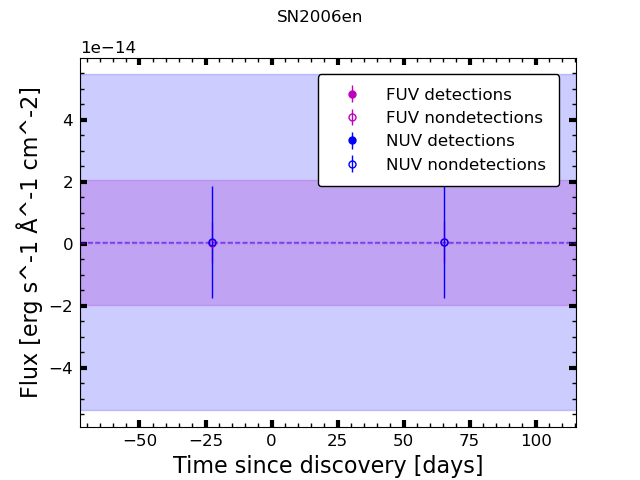 SN2006en
1e−14
FUV detections
FUV nondetections
NUV detections
NUV nondetections
4
2
0
−2
−4
Flux [erg s^-1 Å^-1 cm^-2]
−50
−25
0
25
50
75
100
Time since discovery [days]